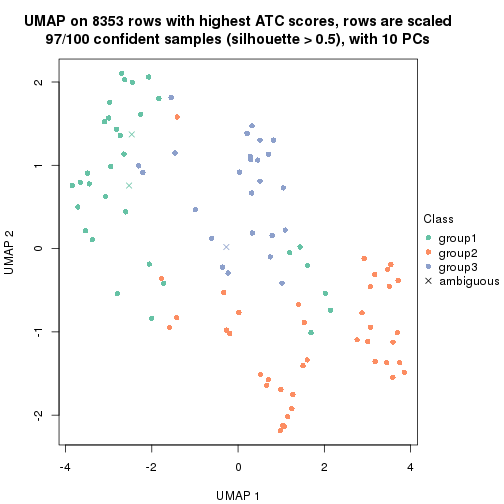 UMAP on 8353 rows with highest ATC scores, rows are scaled
97/100 confident samples (silhouette > 0.5), with 10 PCs
2
1
0
-1
-2
UMAP 2
-4
-2
0
2
4
UMAP 1
Class
group1
group2
group3
ambiguous